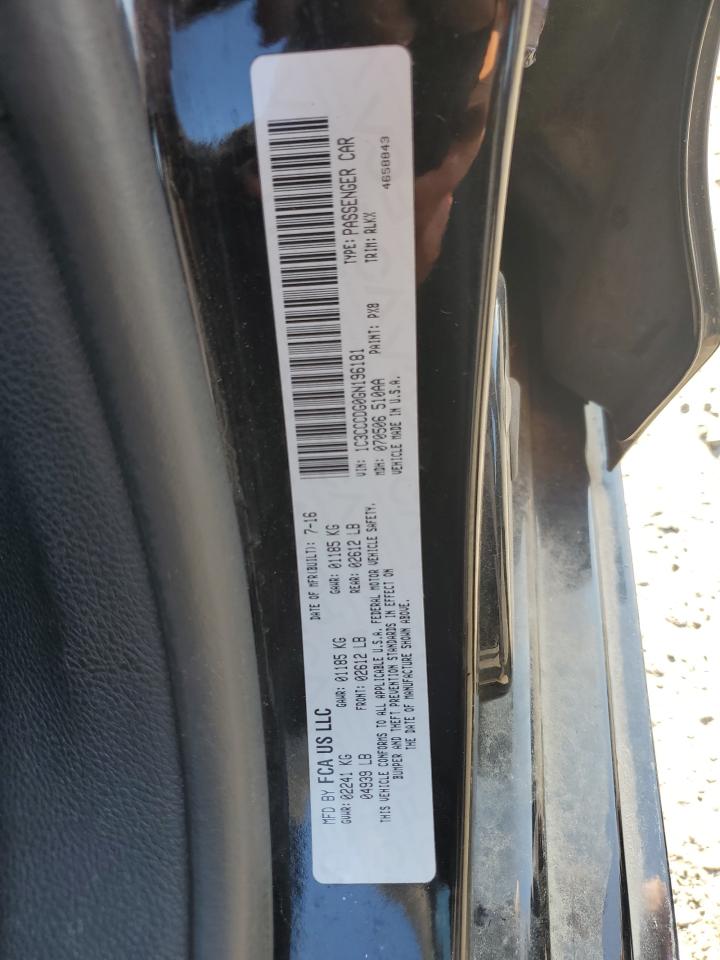 MFD BY FCA US LLC
DATE OF MFR(BUILT): 7-16
GVWR: 02241 KG
04939 LB
GAWR: 01185 KG
FRONT: 02612 LB
GAWR: 01185 KG
REAR: 02612 LB
THIS VEHICLE CONFORMS TO ALL APPLICABLE U.S.A. FEDERAL MOTOR VEHICLE SAFETY,
BUMPER AND THEFT PREVENTION STANDARDS IN EFFECT ON
THE DATE OF MANUFACTURE SHOWN ABOVE.
VIN: 1C3CCCDG0GN196181
TYPE: PASSENGER CAR
MDH: 070506 510AA
PAINT: PX8
TRIM: ALKX
VEHICLE MADE IN U.S.A.
4658843